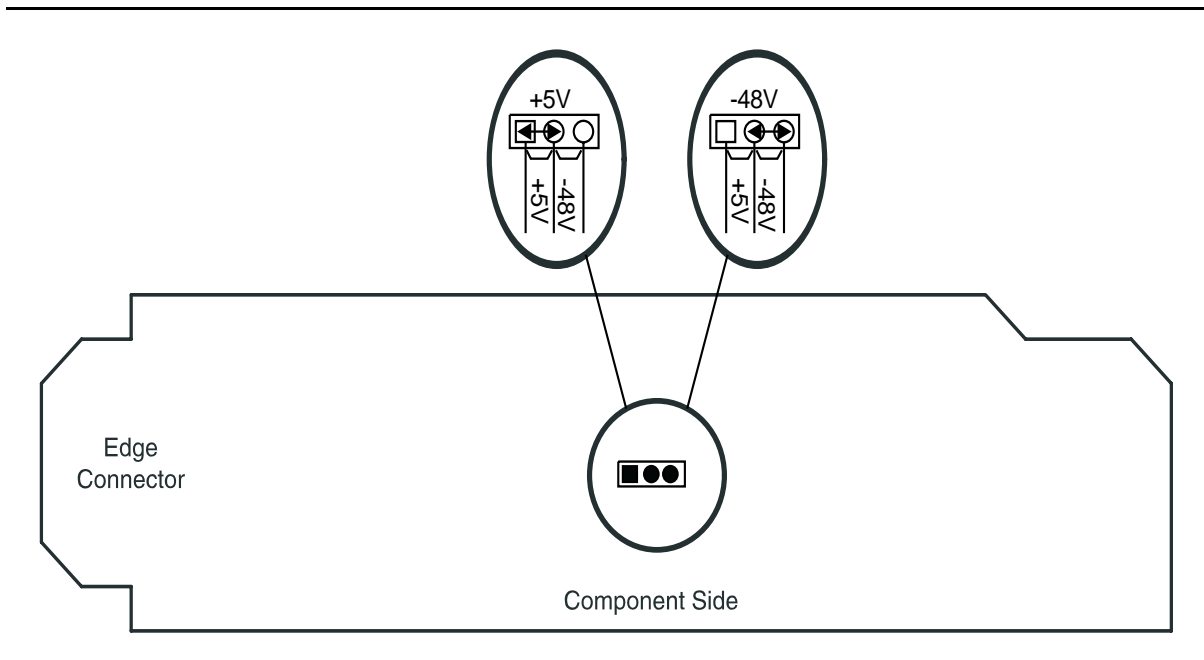 +5V
-48V
+5V
-48V
+5V
-48V
Edge
Connector
Component Side